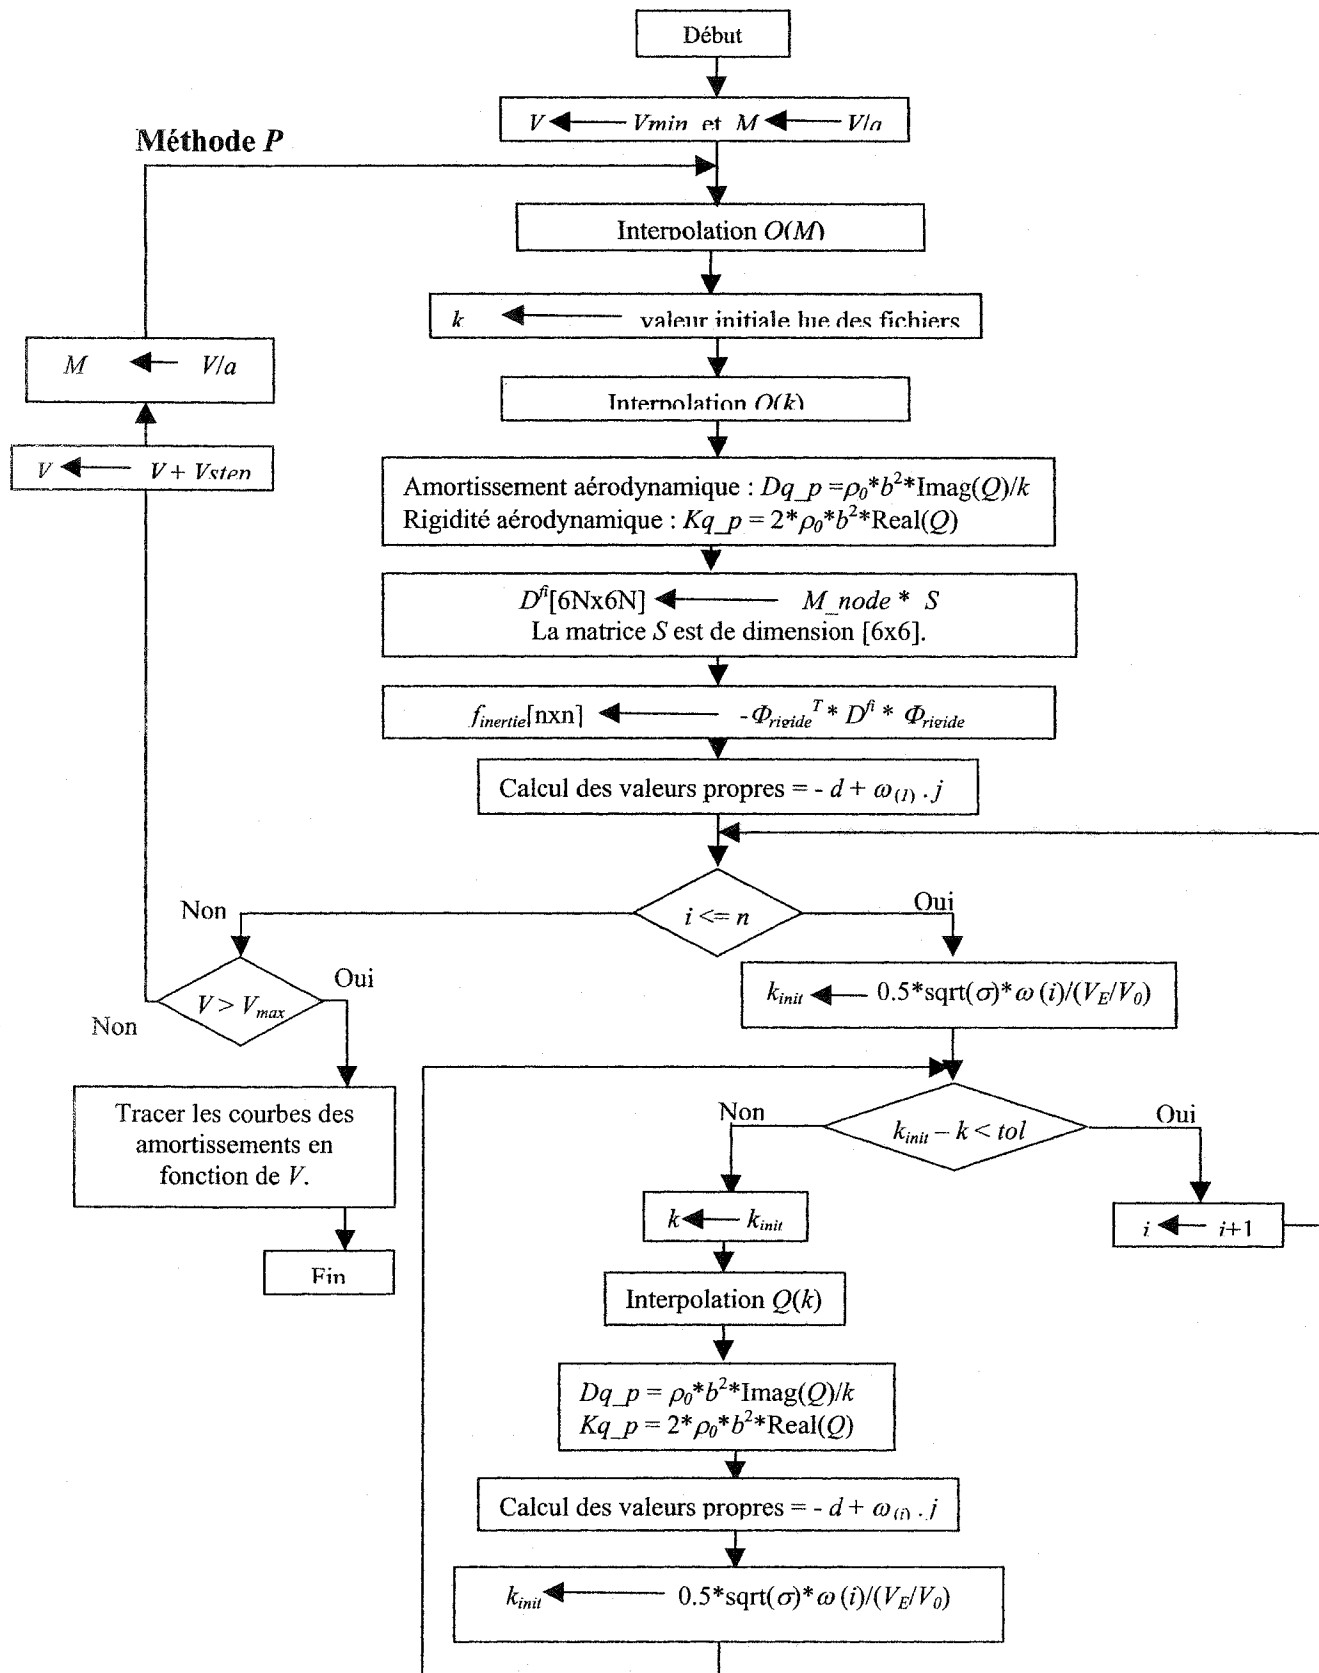 Début
V ← Vmin et M ← V/a
Méthode P
Interpolation Q(M)
k ← valeur initiale lue des fichiers
M ← V/a
Interpolation Q(k)
V ← V + Vstep
Amortissement aérodynamique : Dq_p =ρ₀*b²*Imag(Q)/k
Rigidité aérodynamique : Kq_p = 2*ρ₀*b²*Real(Q)
D^fi[6Nx6N] ← M_node * S
La matrice S est de dimension [6x6].
f_inertie[nxn] ← -Φ_rigide^T * D^fi * Φ_rigide
Calcul des valeurs propres = - d + ω_(1) . j
i <= n
Non
Oui
V > V_max
Oui
Non
k_init ← 0.5*sqrt(σ)*ω (i)/(V_E/V_0)
Tracer les courbes des
amortissements en
fonction de V.
Fin
k_init – k < tol
Non
Oui
k ← k_init
i ← i+1
Interpolation Q(k)
Dq_p = ρ₀*b²*Imag(Q)/k
Kq_p = 2*ρ₀*b²*Real(Q)
Calcul des valeurs propres = - d + ω_(i) . j
k_init ← 0.5*sqrt(σ)*ω (i)/(V_E/V_0)